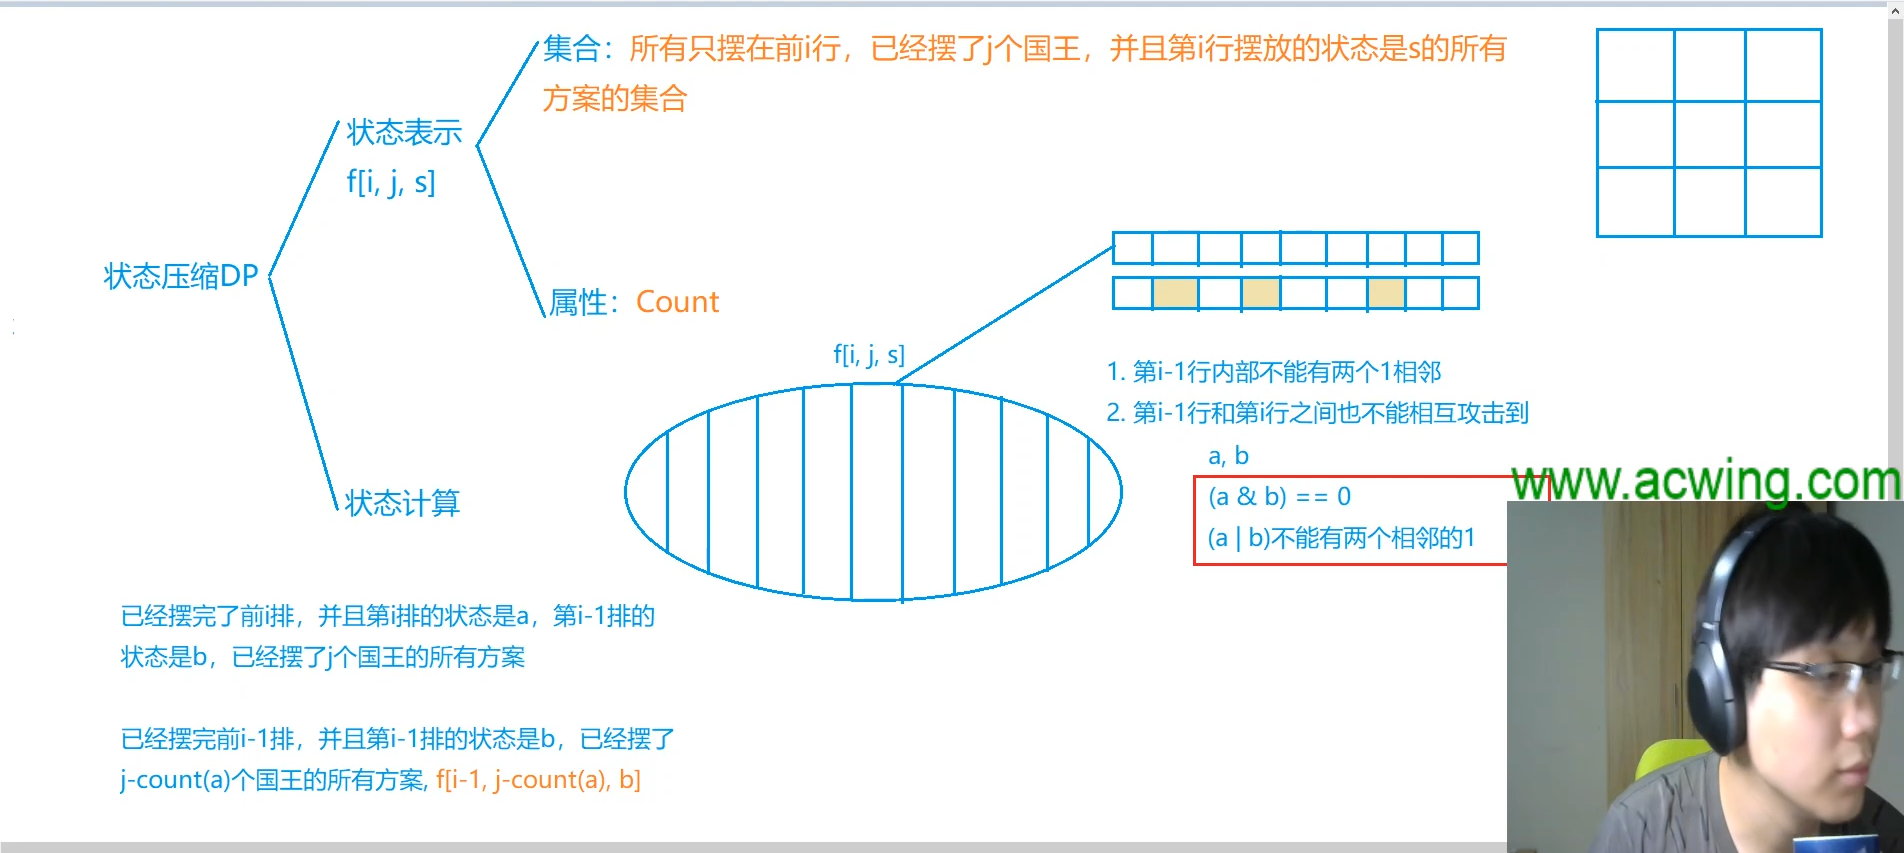 集合：所有只摆在前i行，已经摆了j个国王，并且第i行摆放的状态是s的所有
方案的集合
状态表示
f[i, j, s]
状态压缩DP
属性：Count
f[i, j, s]
1. 第i-1行内部不能有两个1相邻
2. 第i-1行和第i行之间也不能相互攻击到
a, b
(a & b) == 0
(a | b)不能有两个相邻的1
www.acwing.com
状态计算
已经摆完了前i排，并且第i排的状态是a，第i-1排的
状态是b，已经摆了j个国王的所有方案
已经摆完前i-1排，并且第i-1排的状态是b，已经摆了
j-count(a)个国王的所有方案, f[i-1, j-count(a), b]